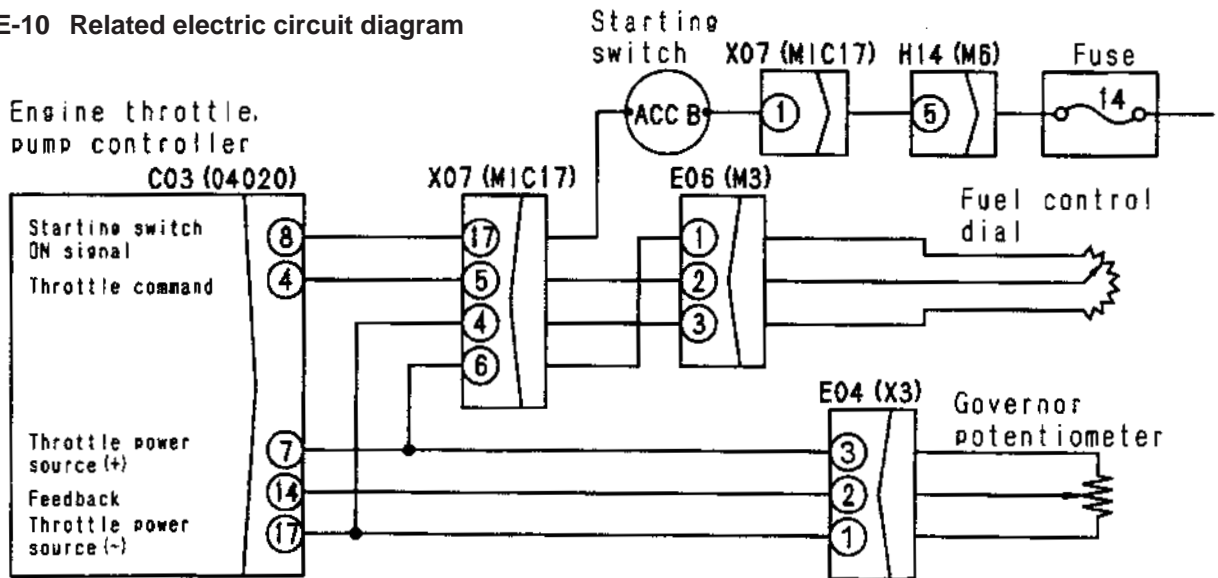 E-10 Related electric circuit diagram
Starting
switch
X07 (MIC17)
H14 (M6)
Fuse
ACC B
1
5
14
Engine throttle.
pump controller
C03 (04020)
X07 (MIC17)
E06 (M3)
Fuel control
dial
Starting switch
ON signal
8
17
1
Throttle command
4
5
2
4
3
6
E04 (X3)
Governor
potentiometer
Throttle power
source (+)
7
3
Feedback
14
2
Throttle power
source (-)
17
1